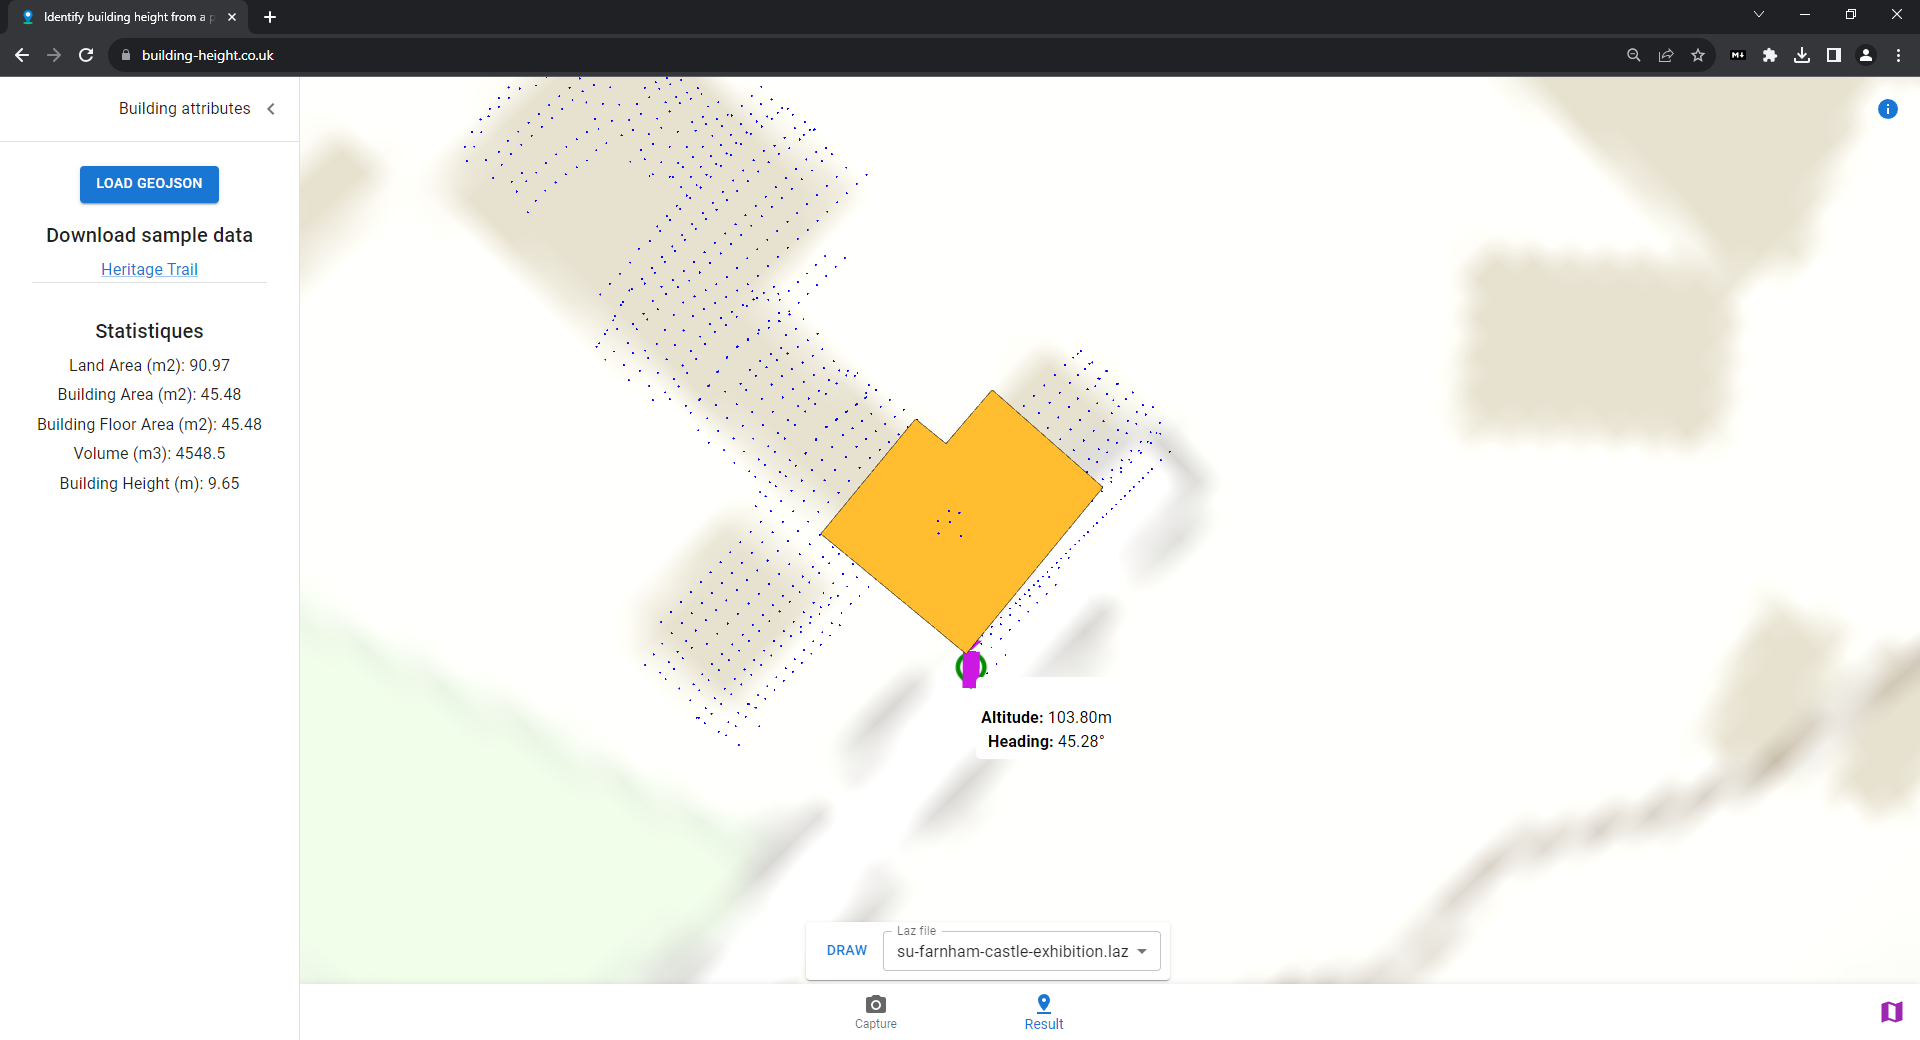 Identify building height from a p
building-height.co.uk
Building attributes
LOAD GEOJSON
Download sample data
Heritage Trail
Statistiques
Land Area (m2): 90.97
Building Area (m2): 45.48
Building Floor Area (m2): 45.48
Volume (m3): 4548.5
Building Height (m): 9.65
Altitude: 103.80m
Heading: 45.28°
DRAW
Laz file
su-farnham-castle-exhibition.laz
Capture
Result